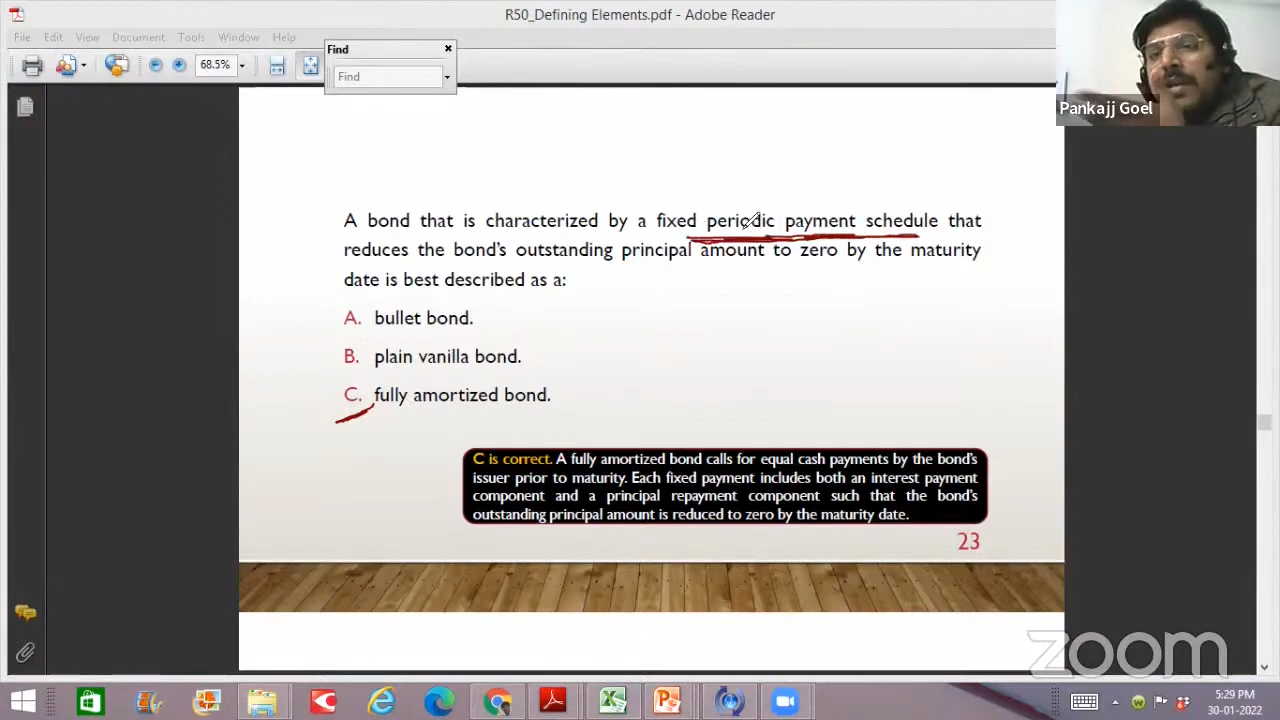 R50_Defining Elements.pdf - Adobe Reader
File Edit View Document Tools Window Help
Find
Find
68.5%
Pankajj Goel
A bond that is characterized by a fixed periodic payment schedule that
reduces the bond's outstanding principal amount to zero by the maturity
date is best described as a:
A. bullet bond.
B. plain vanilla bond.
C. fully amortized bond.
C is correct. A fully amortized bond calls for equal cash payments by the bond's
issuer prior to maturity. Each fixed payment includes both an interest payment
component and a principal repayment component such that the bond's
outstanding principal amount is reduced to zero by the maturity date.
23
zoom
5:29 PM
30-01-2022